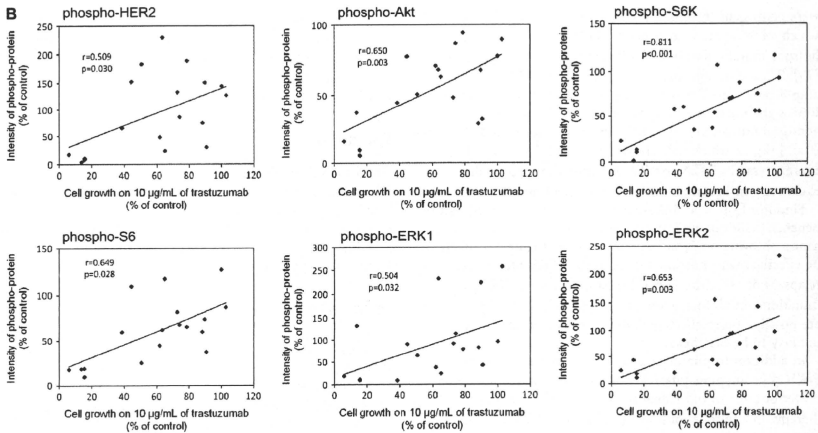 B
phospho-HER2
Intensity of phospho-protein
(% of control)
250
200
150
100
50
0
r=0.509
p=0.030
0 20 40 60 80 100 120
Cell growth on 10 µg/mL of trastuzumab
(% of control)
phospho-Akt
Intensity of phospho-protein
(% of control)
100
50
0
r=0.650
p=0.003
0 20 40 60 80 100 120
Cell growth on 10 µg/mL of trastuzumab
(% of control)
phospho-S6K
Intensity of phospho-protein
(% of control)
150
100
50
0
r=0.811
p<0.001
0 20 40 60 80 100 120
Cell growth on 10 µg/mL of trastuzumab
(% of control)
phospho-S6
Intensity of phospho-protein
(% of control)
150
100
50
0
r=0.649
p=0.028
0 20 40 60 80 100 120
Cell growth on 10 µg/mL of trastuzumab
(% of control)
phospho-ERK1
Intensity of phospho-protein
(% of control)
300
250
200
150
100
50
0
r=0.504
p=0.032
0 20 40 60 80 100 120
Cell growth on 10 µg/mL of trastuzumab
(% of control)
phospho-ERK2
Intensity of phospho-protein
(% of control)
250
200
150
100
50
0
r=0.653
p=0.003
0 20 40 60 80 100 120
Cell growth on 10 µg/mL of trastuzumab
(% of control)